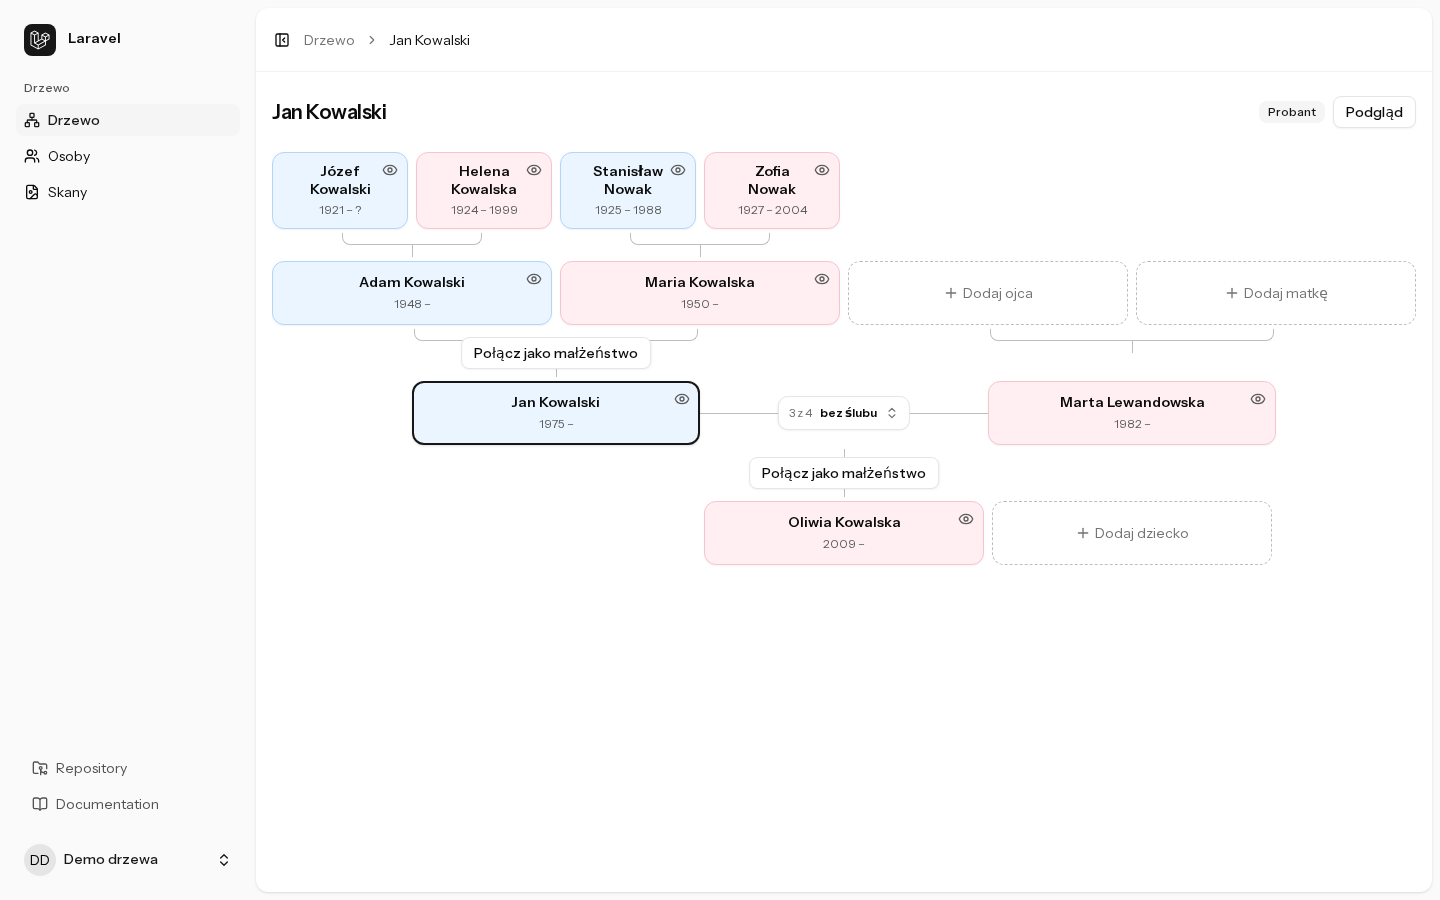 Laravel
Drzewo
Drzewo
Osoby
Skany
Repository
Documentation
DD
Demo drzewa
Drzewo
Jan Kowalski
Jan Kowalski
Probant
Podgląd
Józef
Kowalski
1921 – ?
Helena
Kowalska
1924 – 1999
Stanisław
Nowak
1925 – 1988
Zofia
Nowak
1927 – 2004
Adam Kowalski
1948 –
Maria Kowalska
1950 –
Dodaj ojca
Dodaj matkę
Połącz jako małżeństwo
Jan Kowalski
1975 –
3 z 4 bez ślubu
Marta Lewandowska
1982 –
Połącz jako małżeństwo
Oliwia Kowalska
2009 –
Dodaj dziecko